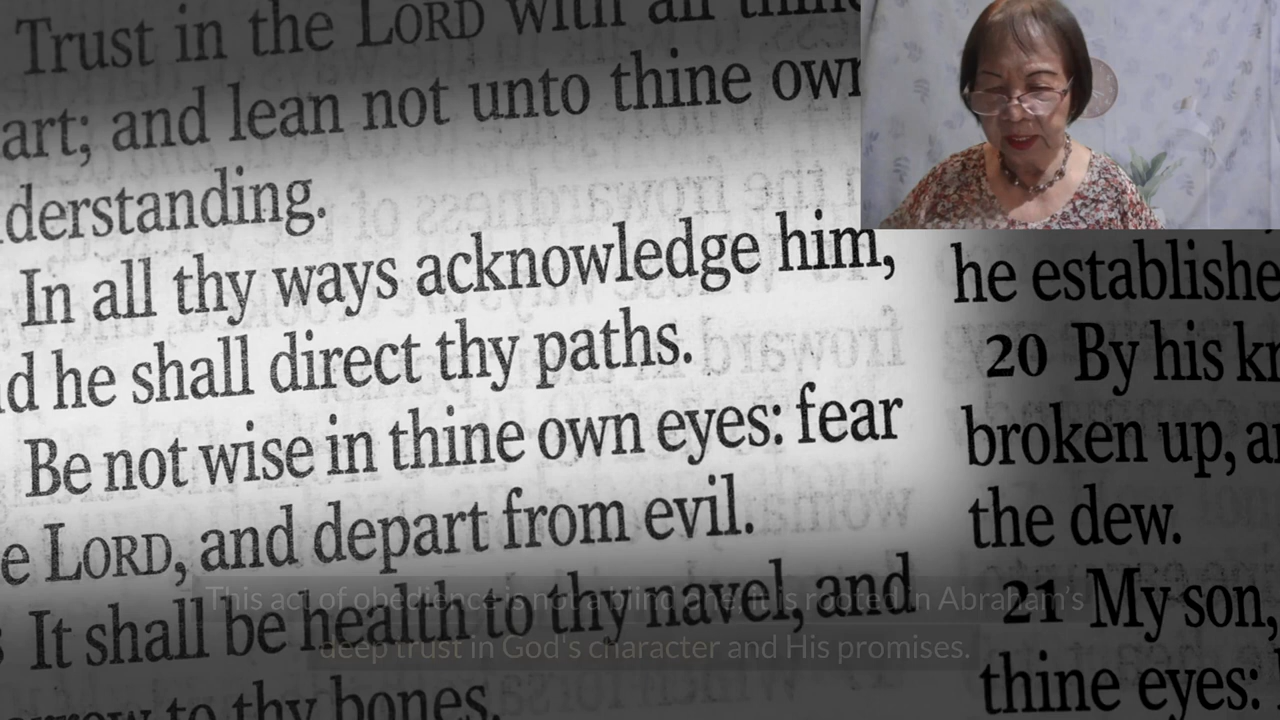 Trust in the LORD with all
art; and lean not unto thine own
derstanding.
In all thy ways acknowledge him,
d he shall direct thy paths.
Be not wise in thine own eyes: fear
e LORD, and depart from evil.
It shall be health to thy navel, and
to thy bones.
he establishe
20 By his
broken up,
the dew.
21 My son,
thine eyes:
This act of obedience is not a blind one; it is rooted in Abraham's
deep trust in God's character and His promises.